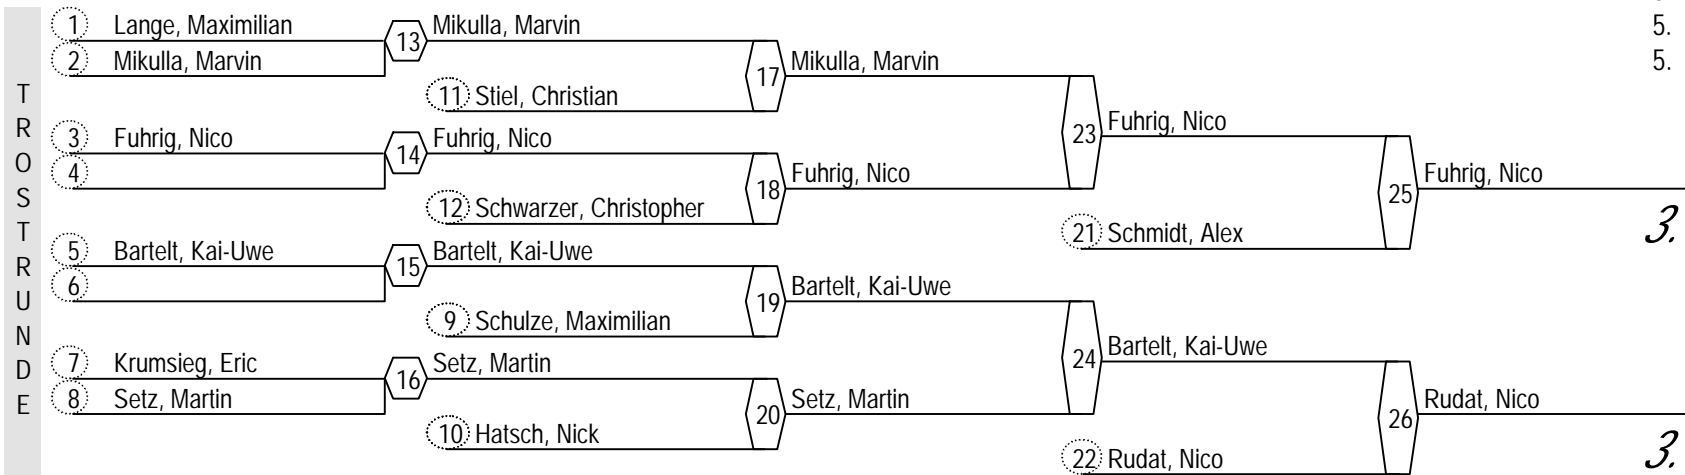 TROSTRUNDE
1 Lange, Maximilian
2 Mikulla, Marvin
3 Fuhrig, Nico
4
5 Bartelt, Kai-Uwe
6
7 Krumsieg, Eric
8 Setz, Martin
13 Mikulla, Marvin
11 Stiel, Christian
14 Fuhrig, Nico
12 Schwarzer, Christopher
15 Bartelt, Kai-Uwe
9 Schulze, Maximilian
16 Setz, Martin
10 Hatsch, Nick
17 Mikulla, Marvin
18 Fuhrig, Nico
19 Bartelt, Kai-Uwe
20 Setz, Martin
23 Fuhrig, Nico
21 Schmidt, Alex
24 Bartelt, Kai-Uwe
22 Rudat, Nico
25 Fuhrig, Nico
3.
26 Rudat, Nico
3.
5.
5.